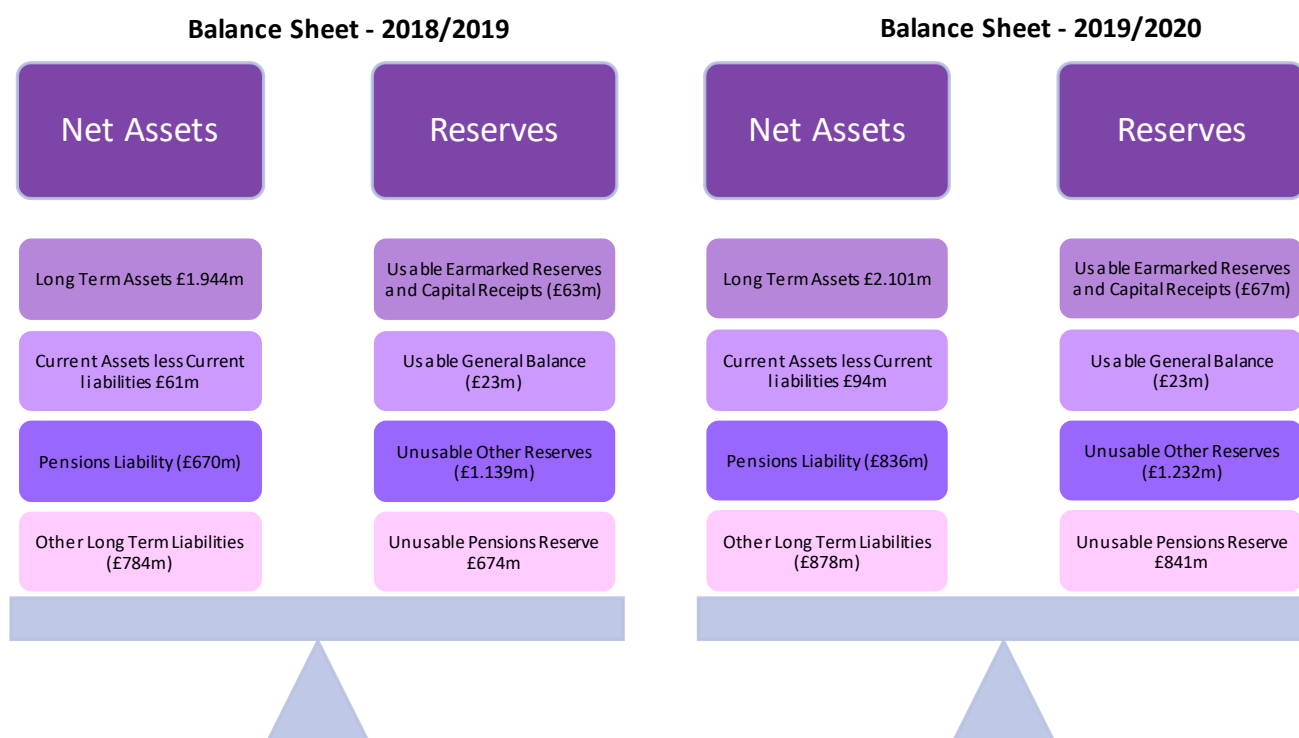 Balance Sheet - 2018/2019
Net Assets
Reserves
Long Term Assets £1.944m
Usable Earmarked Reserves
and Capital Receipts (£63m)
Current Assets less Current
liabilities £61m
Usable General Balance
(£23m)
Pensions Liability (£670m)
Unusable Other Reserves
(£1.139m)
Other Long Term Liabilities
(£784m)
Unusable Pensions Reserve
£674m
Balance Sheet - 2019/2020
Net Assets
Reserves
Long Term Assets £2.101m
Usable Earmarked Reserves
and Capital Receipts (£67m)
Current Assets less Current
liabilities £94m
Usable General Balance
(£23m)
Pensions Liability (£836m)
Unusable Other Reserves
(£1.232m)
Other Long Term Liabilities
(£878m)
Unusable Pensions Reserve
£841m